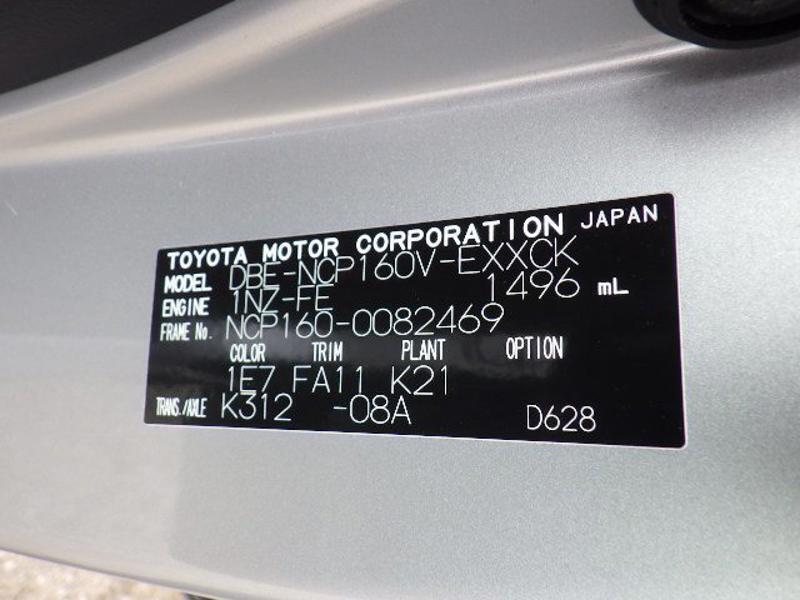 TOYOTA MOTOR CORPORATION JAPAN
MODEL DBE-NCP160V-EXXCK
ENGINE 1NZ-FE 1496 mL
FRAME No. NCP160-0082469
COLOR TRIM PLANT OPTION
1E7 FA11 K21
TRANS./AXLE K312 -08A D628